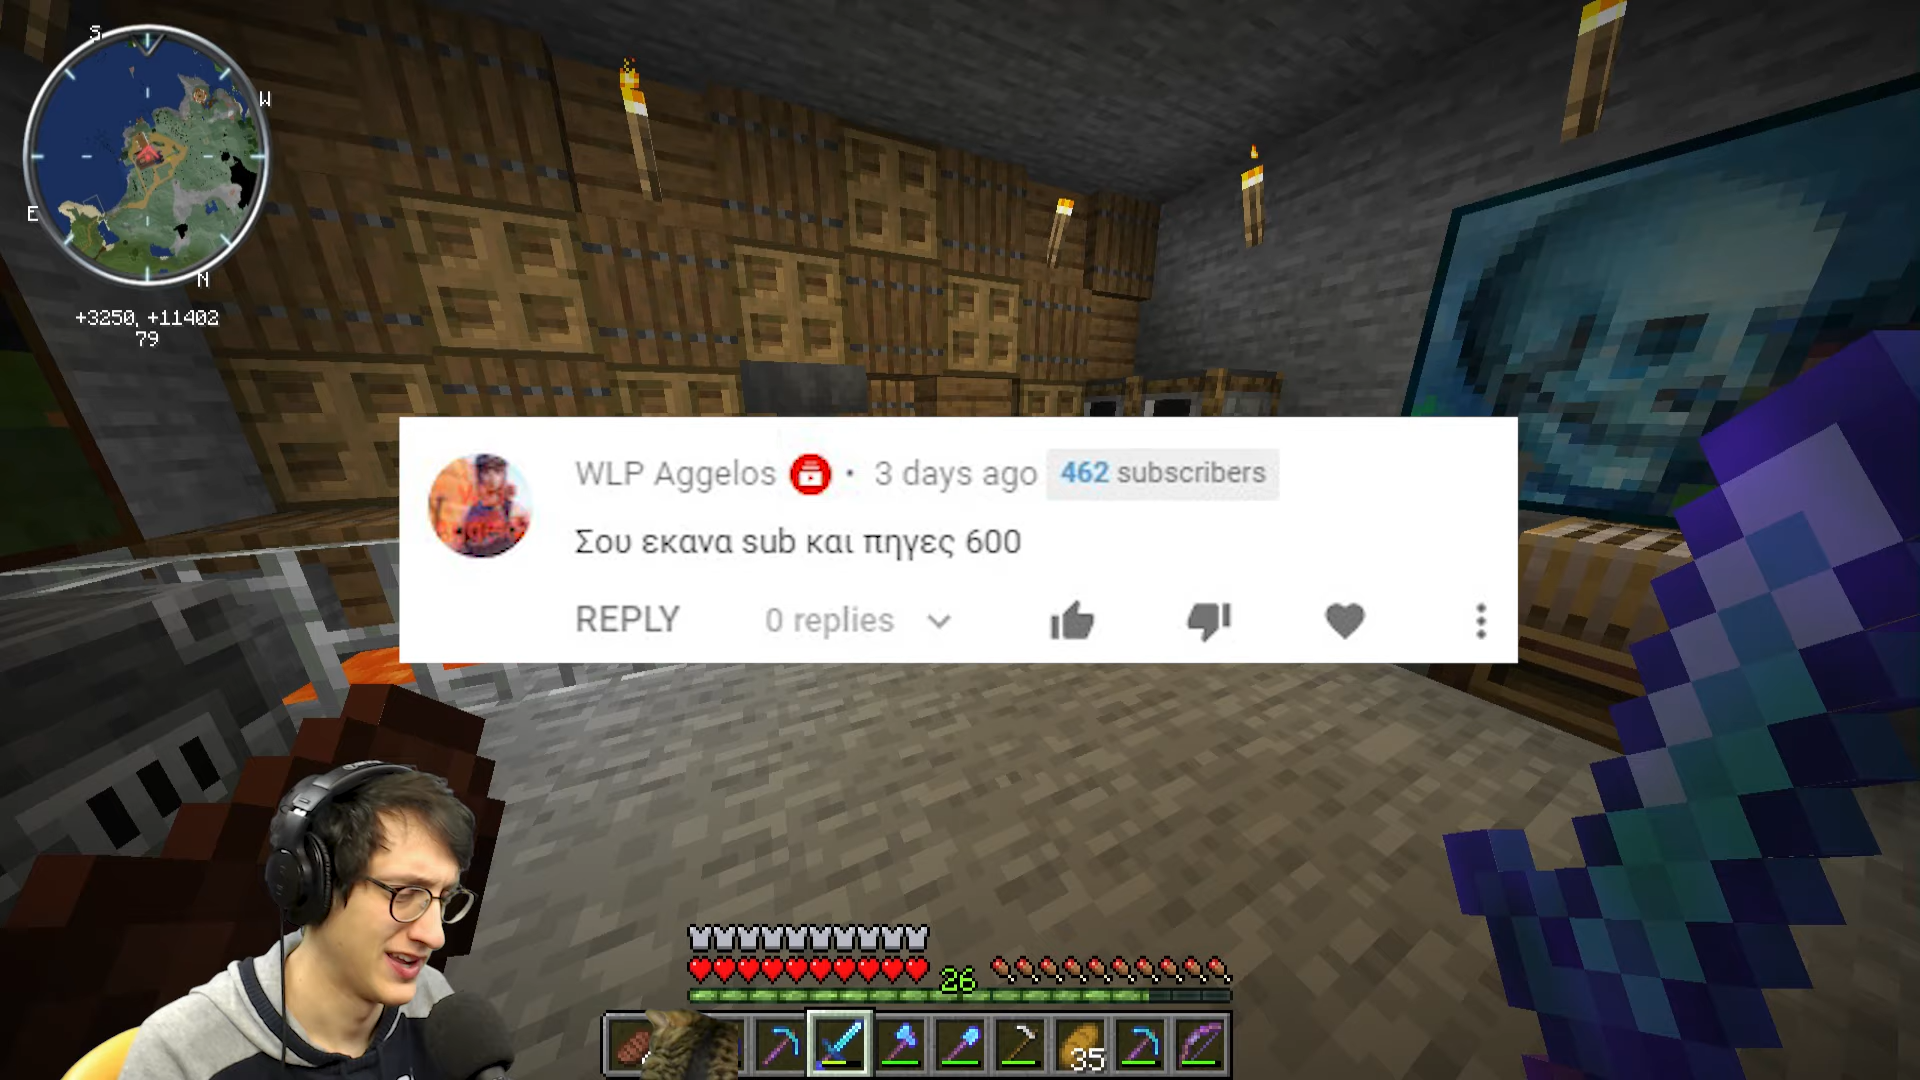 S
W
E
N
+3250, +11402
79
WLP Aggelos • 3 days ago 462 subscribers
Σου εκανα sub και πηγες 600
REPLY 0 replies
26
35